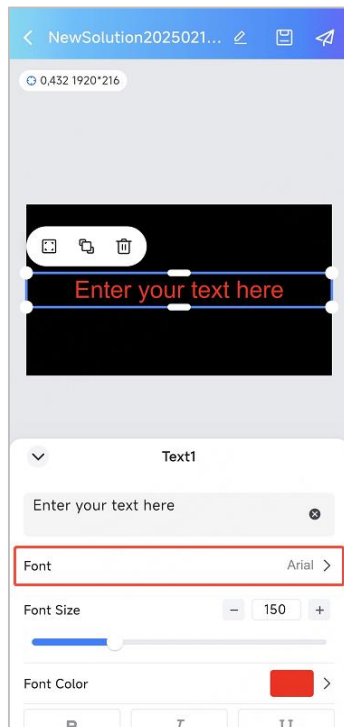 NewSolution2025021...
0,432 1920*216
Enter your text here
Text1
Enter your text here
Font Arial
Font Size - 150 +
Font Color
B I U